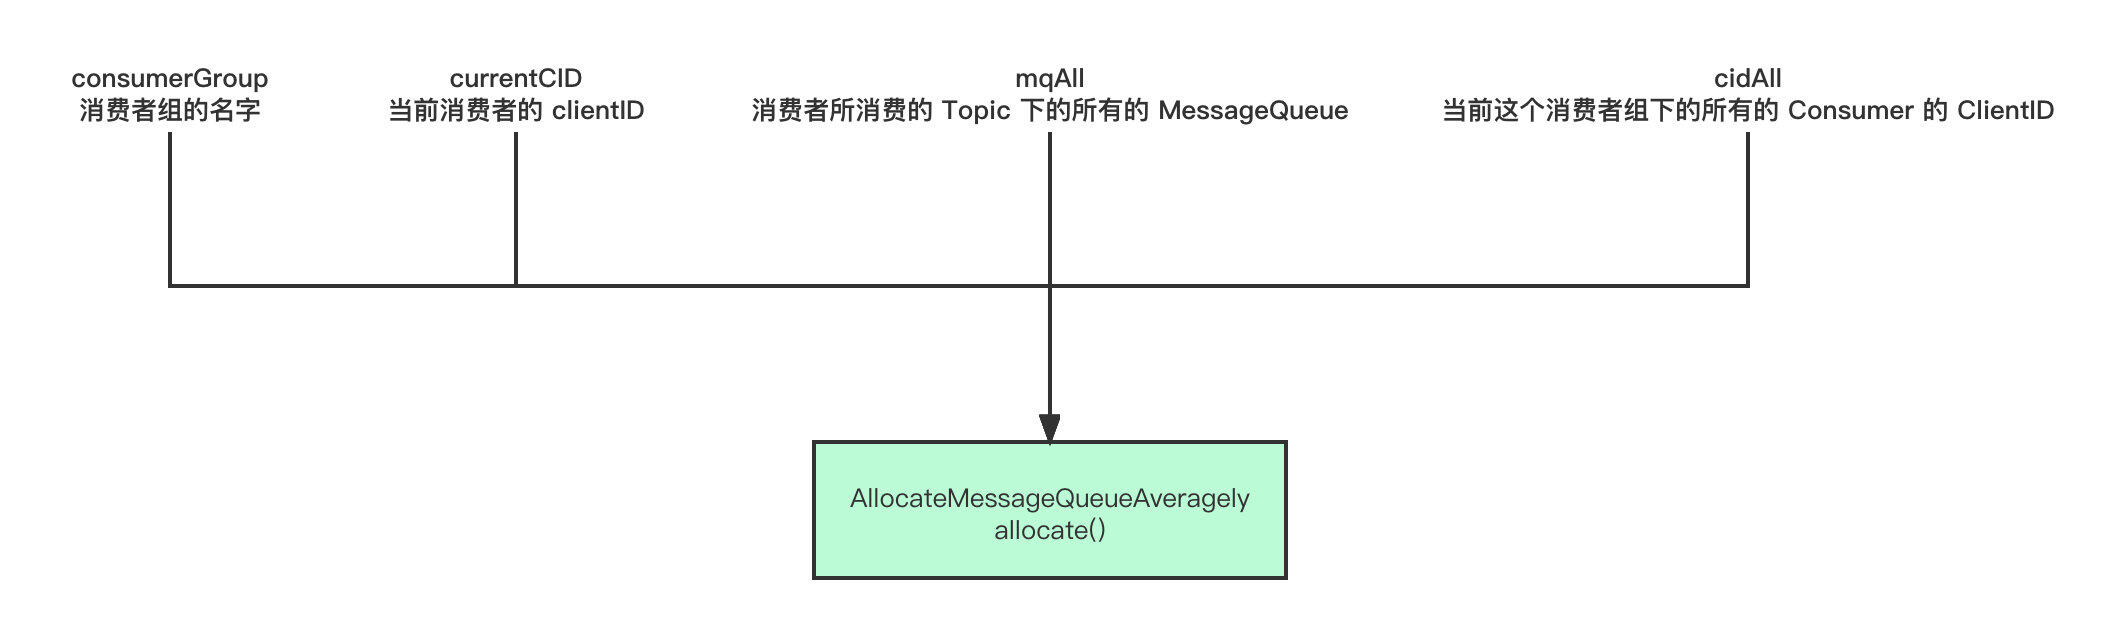 consumerGroup
消费者组的名字
currentCID
当前消费者的 clientID
mqAll
消费者所消费的 Topic 下的所有的 MessageQueue
cidAll
当前这个消费者组下的所有的 Consumer 的 ClientID
AllocateMessageQueueAveragely
allocate()